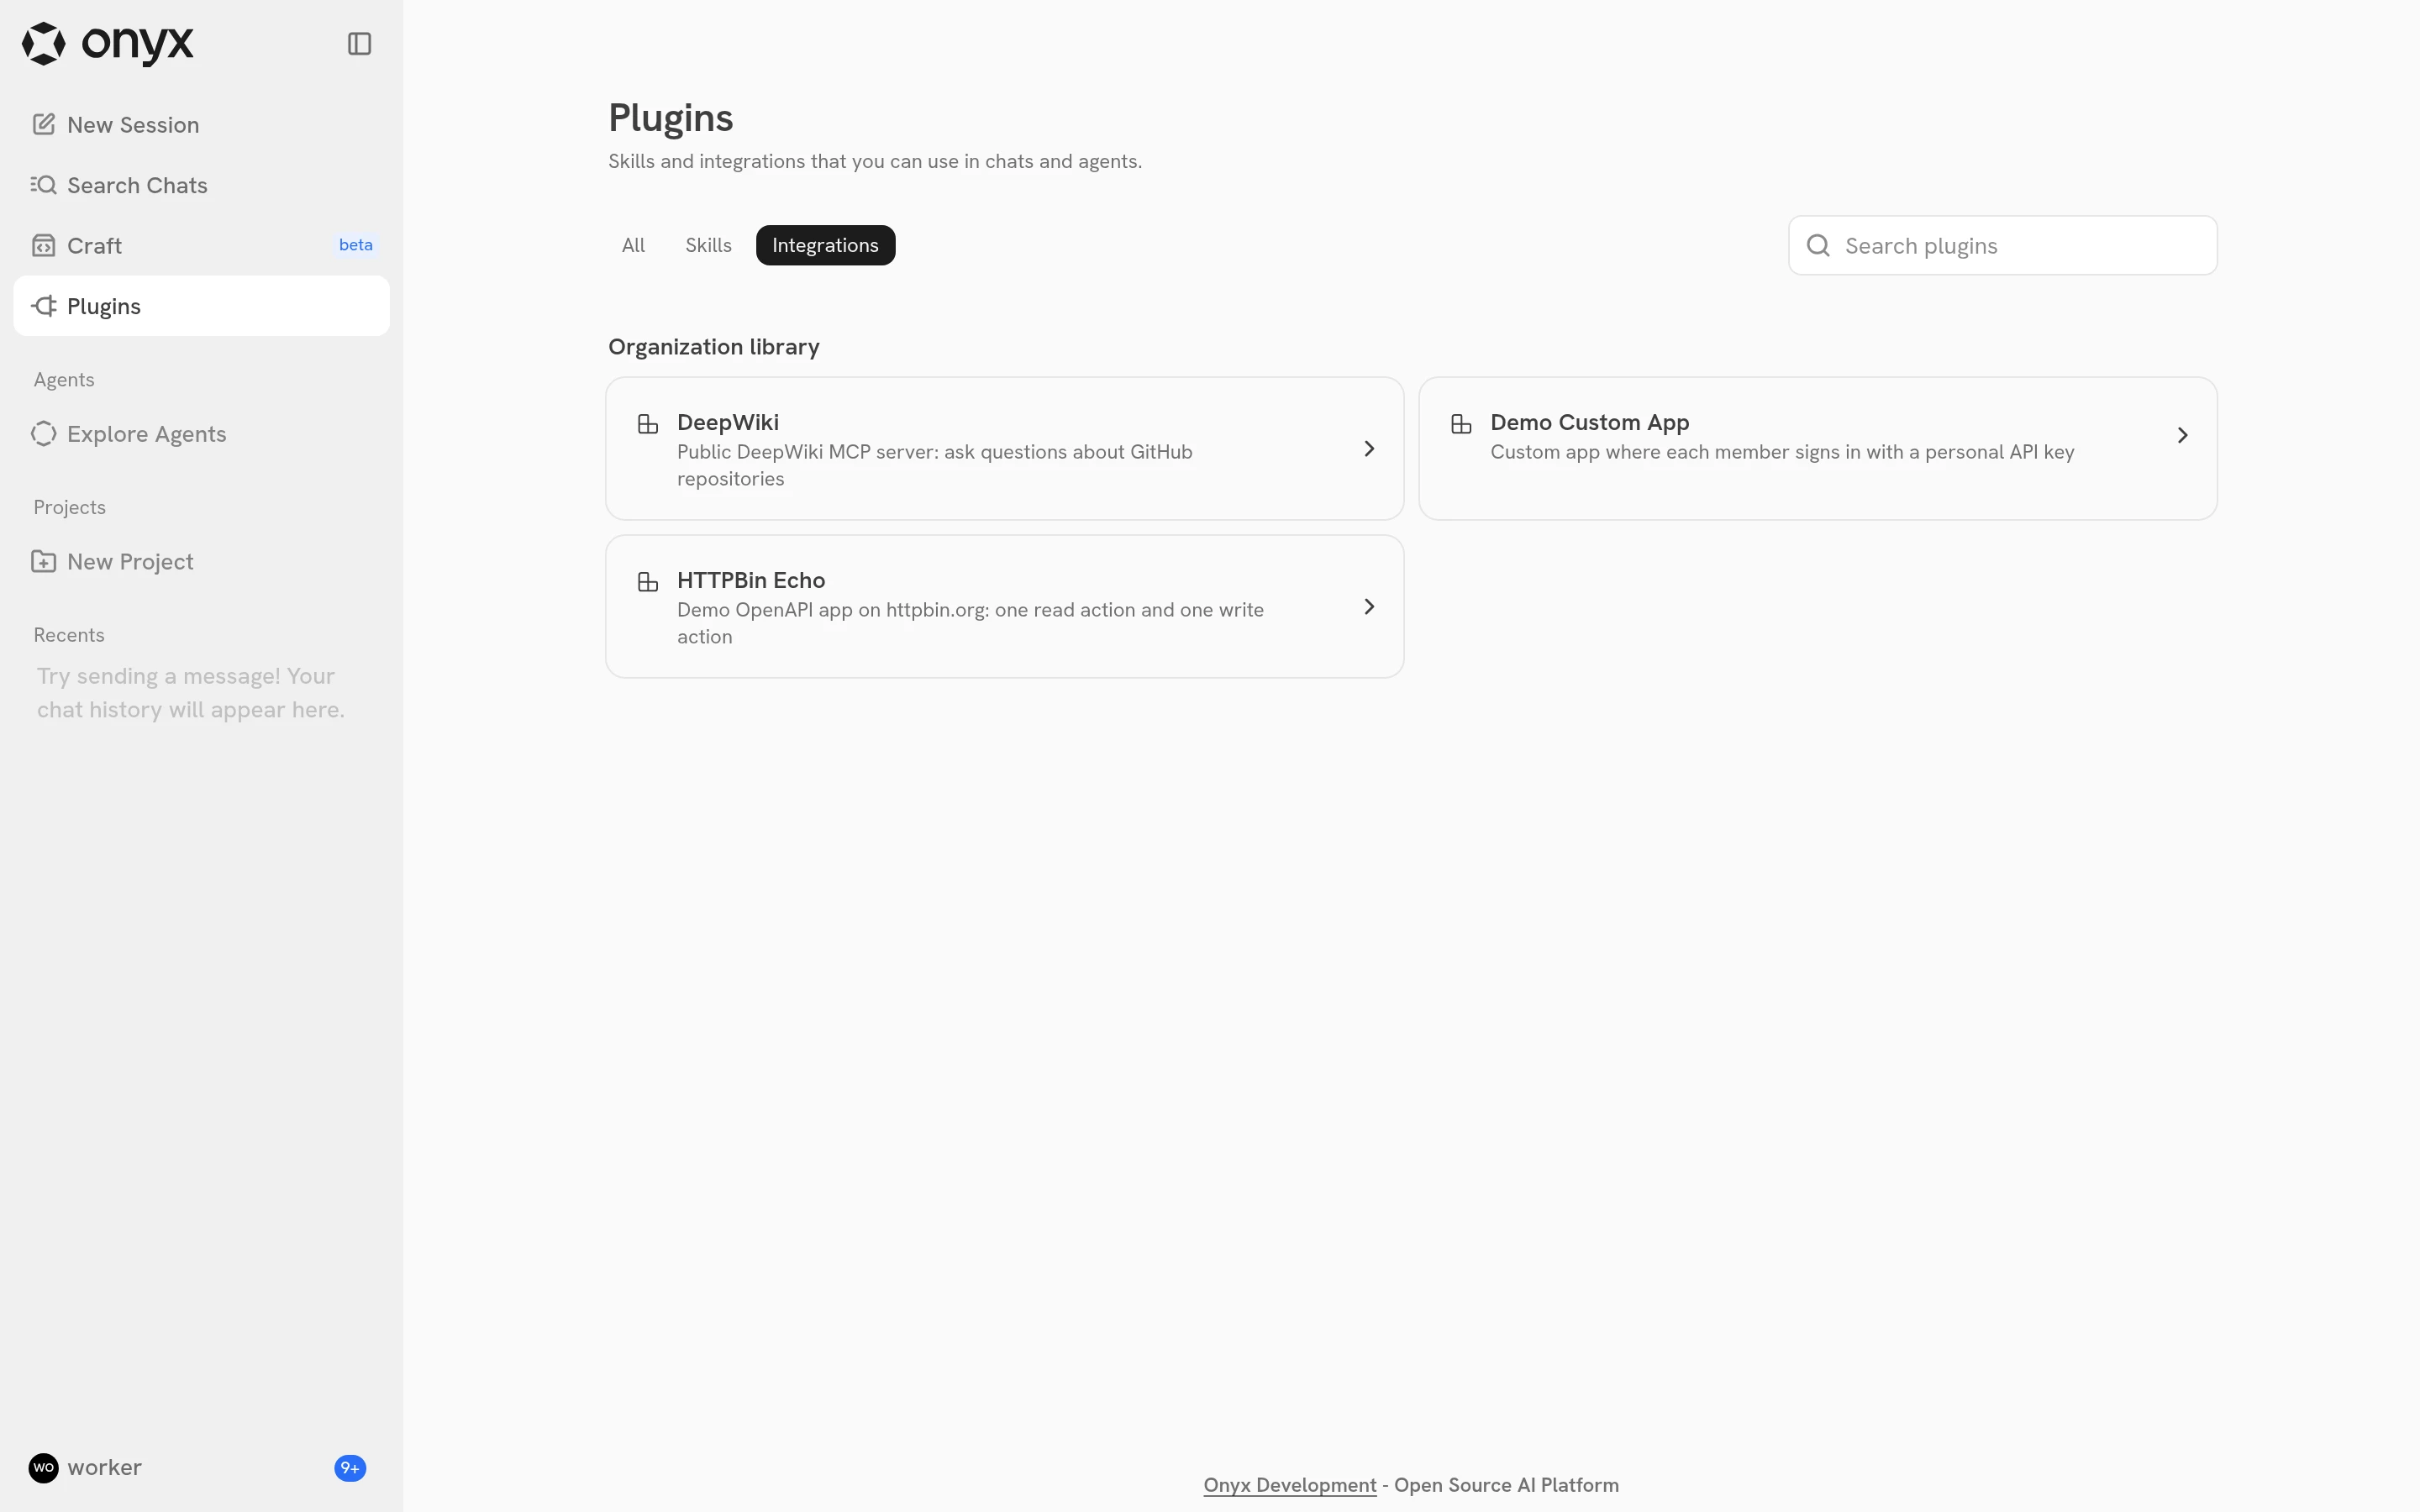 onyx
New Session
Search Chats
Craft
beta
Plugins
Agents
Explore Agents
Projects
New Project
Recents
Try sending a message! Your
chat history will appear here.
WO
worker
9+
Plugins
Skills and integrations that you can use in chats and agents.
All
Skills
Integrations
Search plugins
Organization library
DeepWiki
Public DeepWiki MCP server: ask questions about GitHub
repositories
Demo Custom App
Custom app where each member signs in with a personal API key
HTTPBin Echo
Demo OpenAPI app on httpbin.org: one read action and one write
action
Onyx Development - Open Source AI Platform